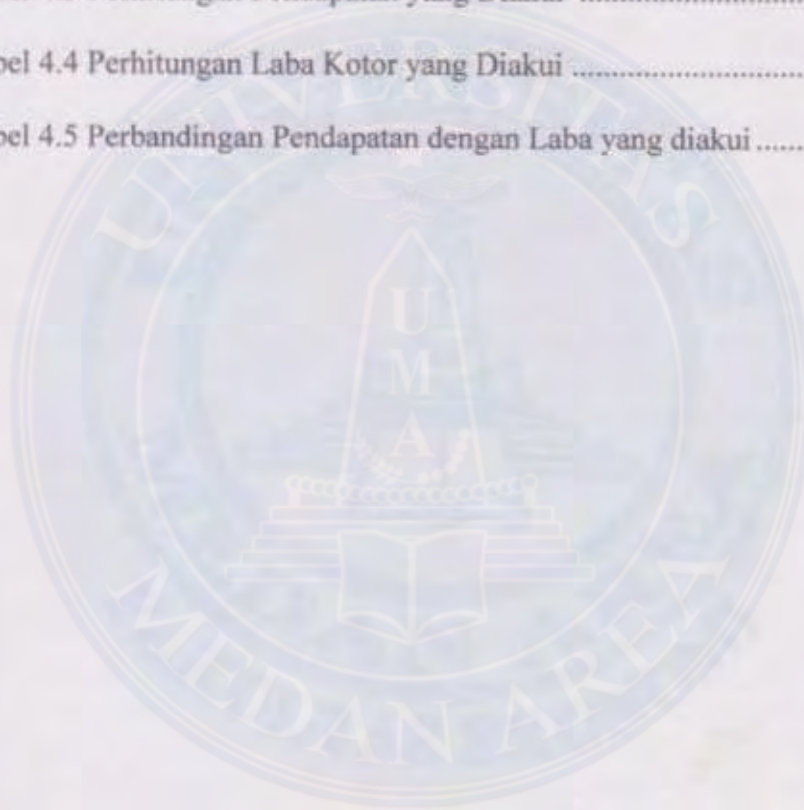 bel 4.4 Perhitungan Laba Kotor yang Diakui ................................
bel 4.5 Perbandingan Pendapatan dengan Laba yang diakui .......
UNIVERSITAS
U
M
A
MEDAN AREA